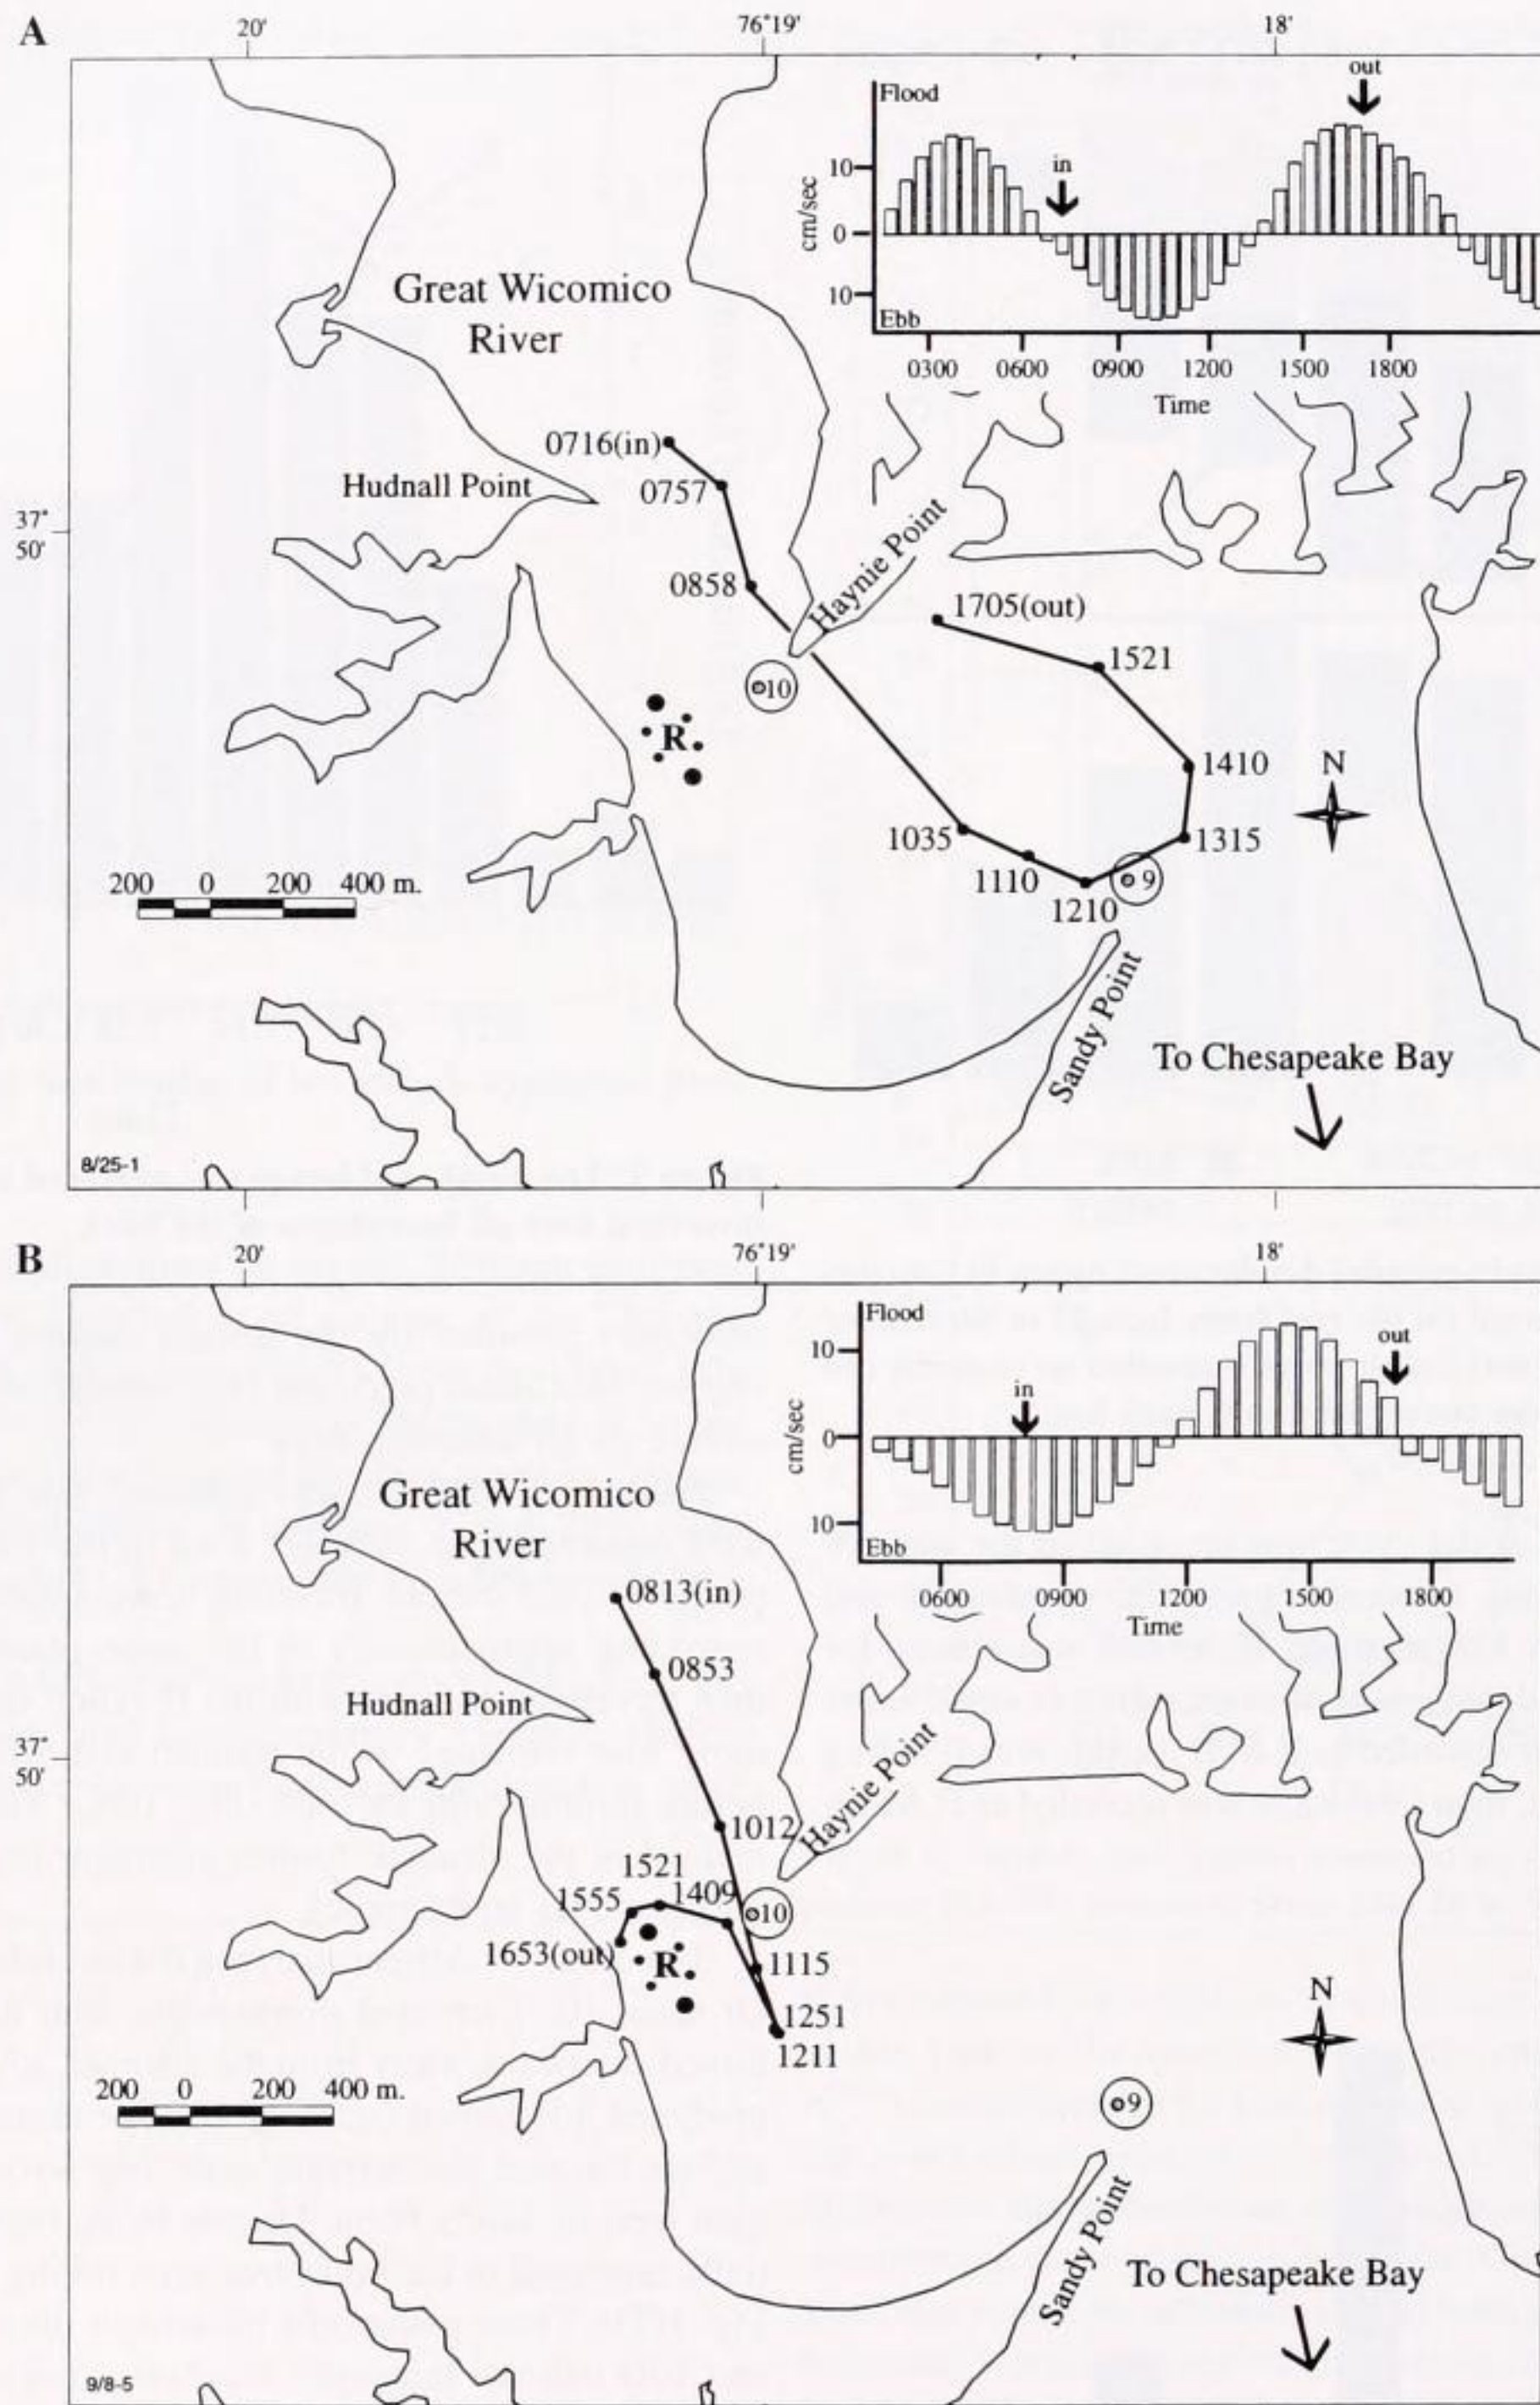 A
20'
76°19'
18'
out
Flood
in
10
cm/sec
0
10
Ebb
0300 0600 0900 1200 1500 1800
Time
Great Wicomico
River
0716(in)
Hudnall Point
0757
37°
50'
0858
Haynie Point
1705(out)
1521
10
R
1410
N
1035
1315
1110
9
1210
200 0 200 400 m.
Sandy Point
To Chesapeake Bay
8/25-1
B
20'
76°19'
18'
Flood
out
10
in
cm/sec
0
10
Ebb
0600 0900 1200 1500 1800
Time
Great Wicomico
River
0813(in)
0853
Hudnall Point
37°
50'
Haynie Point
1012
1521
1555
1409
10
1653(out)
R
1115
N
1251
1211
200 0 200 400 m.
9
Sandy Point
To Chesapeake Bay
9/8-5